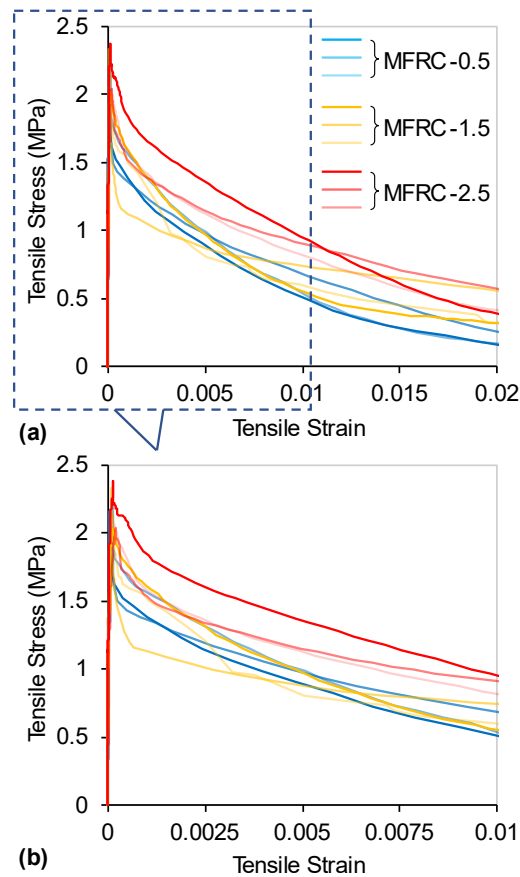 2.5
2
1.5
1
0.5
0
0
0.005
0.01
0.015
0.02
Tensile Stress (MPa)
Tensile Strain
MFRC-0.5
MFRC-1.5
MFRC-2.5
(a)
2.5
2
1.5
1
0.5
0
0
0.0025
0.005
0.0075
0.01
Tensile Stress (MPa)
Tensile Strain
(b)